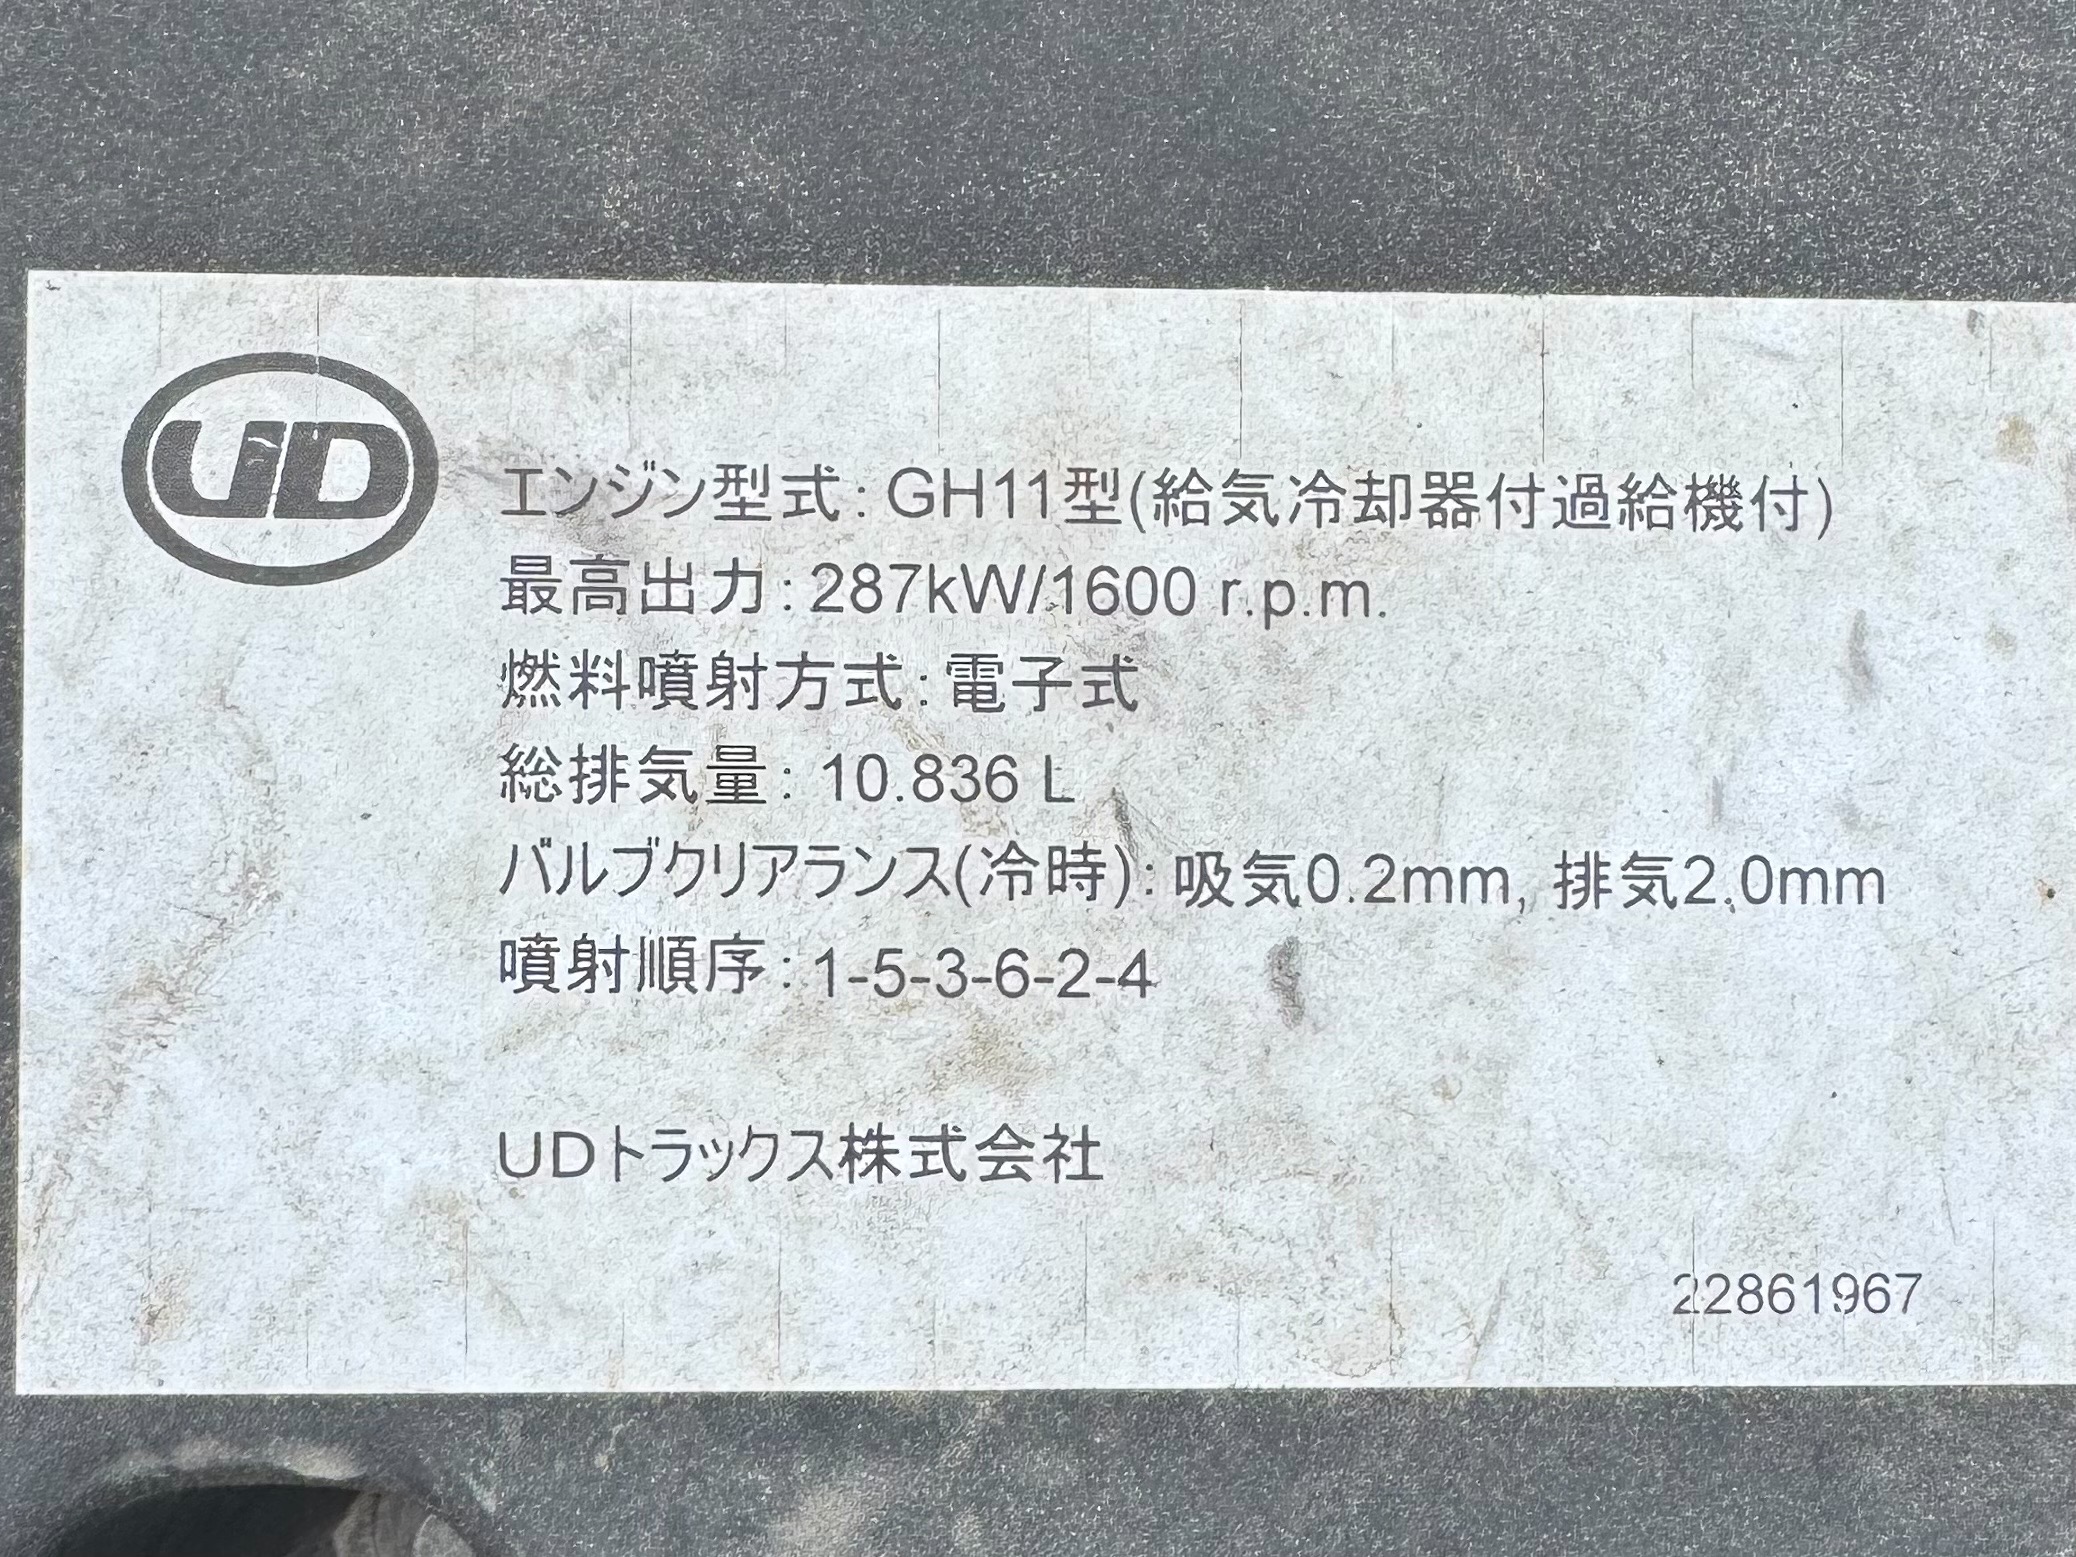 UD
エンジン型式: GH11型(給気冷却器付過給機付)
最高出力: 287kW/1600 r.p.m.
燃料噴射方式: 電子式
総排気量: 10.836 L
バルブクリアランス(冷時): 吸気0.2mm, 排気2.0mm
噴射順序: 1-5-3-6-2-4
UDトラックス株式会社
22861967